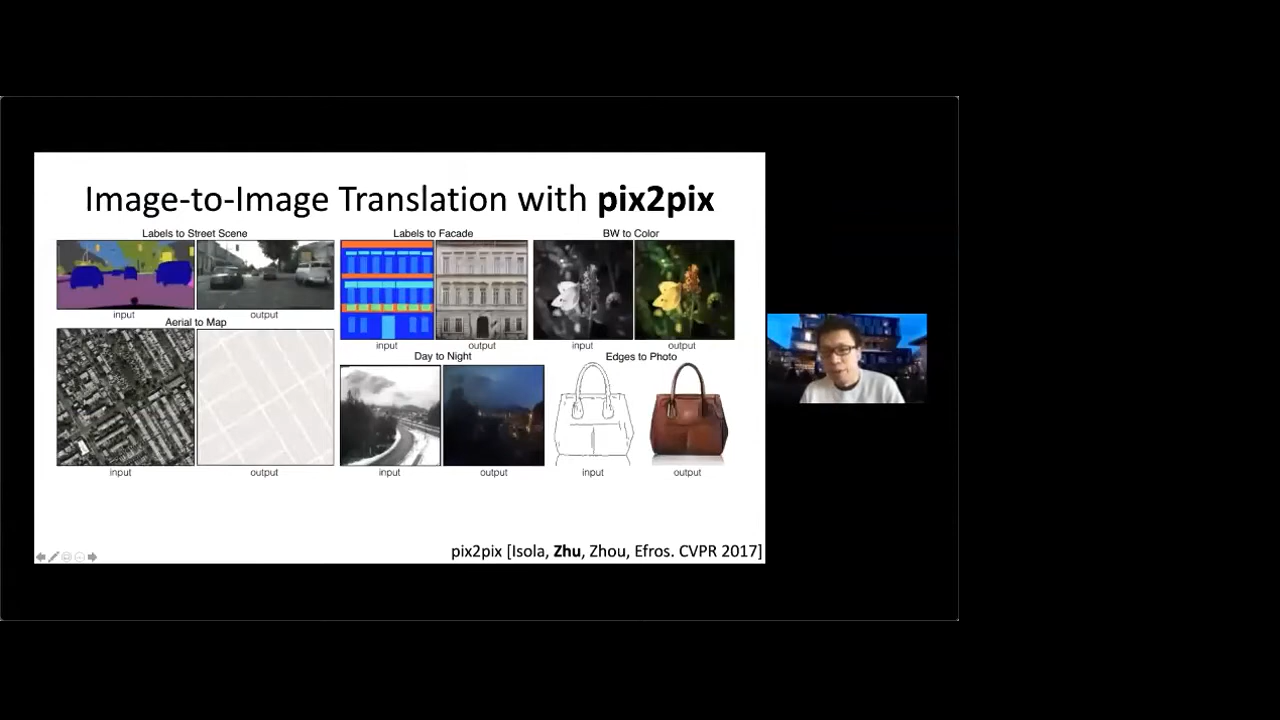 Image-to-Image Translation with pix2pix
Labels to Street Scene
input
output
Aerial to Map
input
output
Labels to Facade
input
output
BW to Color
input
output
Day to Night
input
output
Edges to Photo
input
output
pix2pix [Isola, Zhu, Zhou, Efros. CVPR 2017]